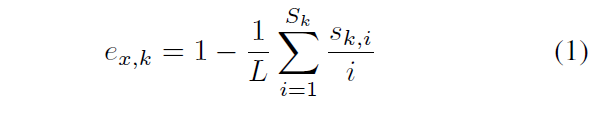 $e_{x,k} = 1 - \frac{1}{L} \sum_{i=1}^{S_k} \frac{s_{k,i}}{i}$ (1)